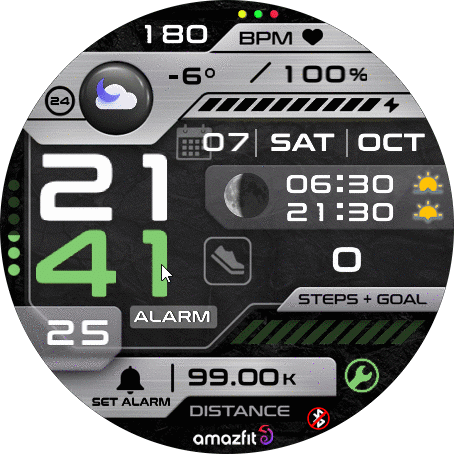 180 BPM
-6° / 100%
24
07 SAT OCT
21
06:30
21:30
41
0
ALARM
STEPS + GOAL
25
99.00K
SET ALARM
DISTANCE
amazfit